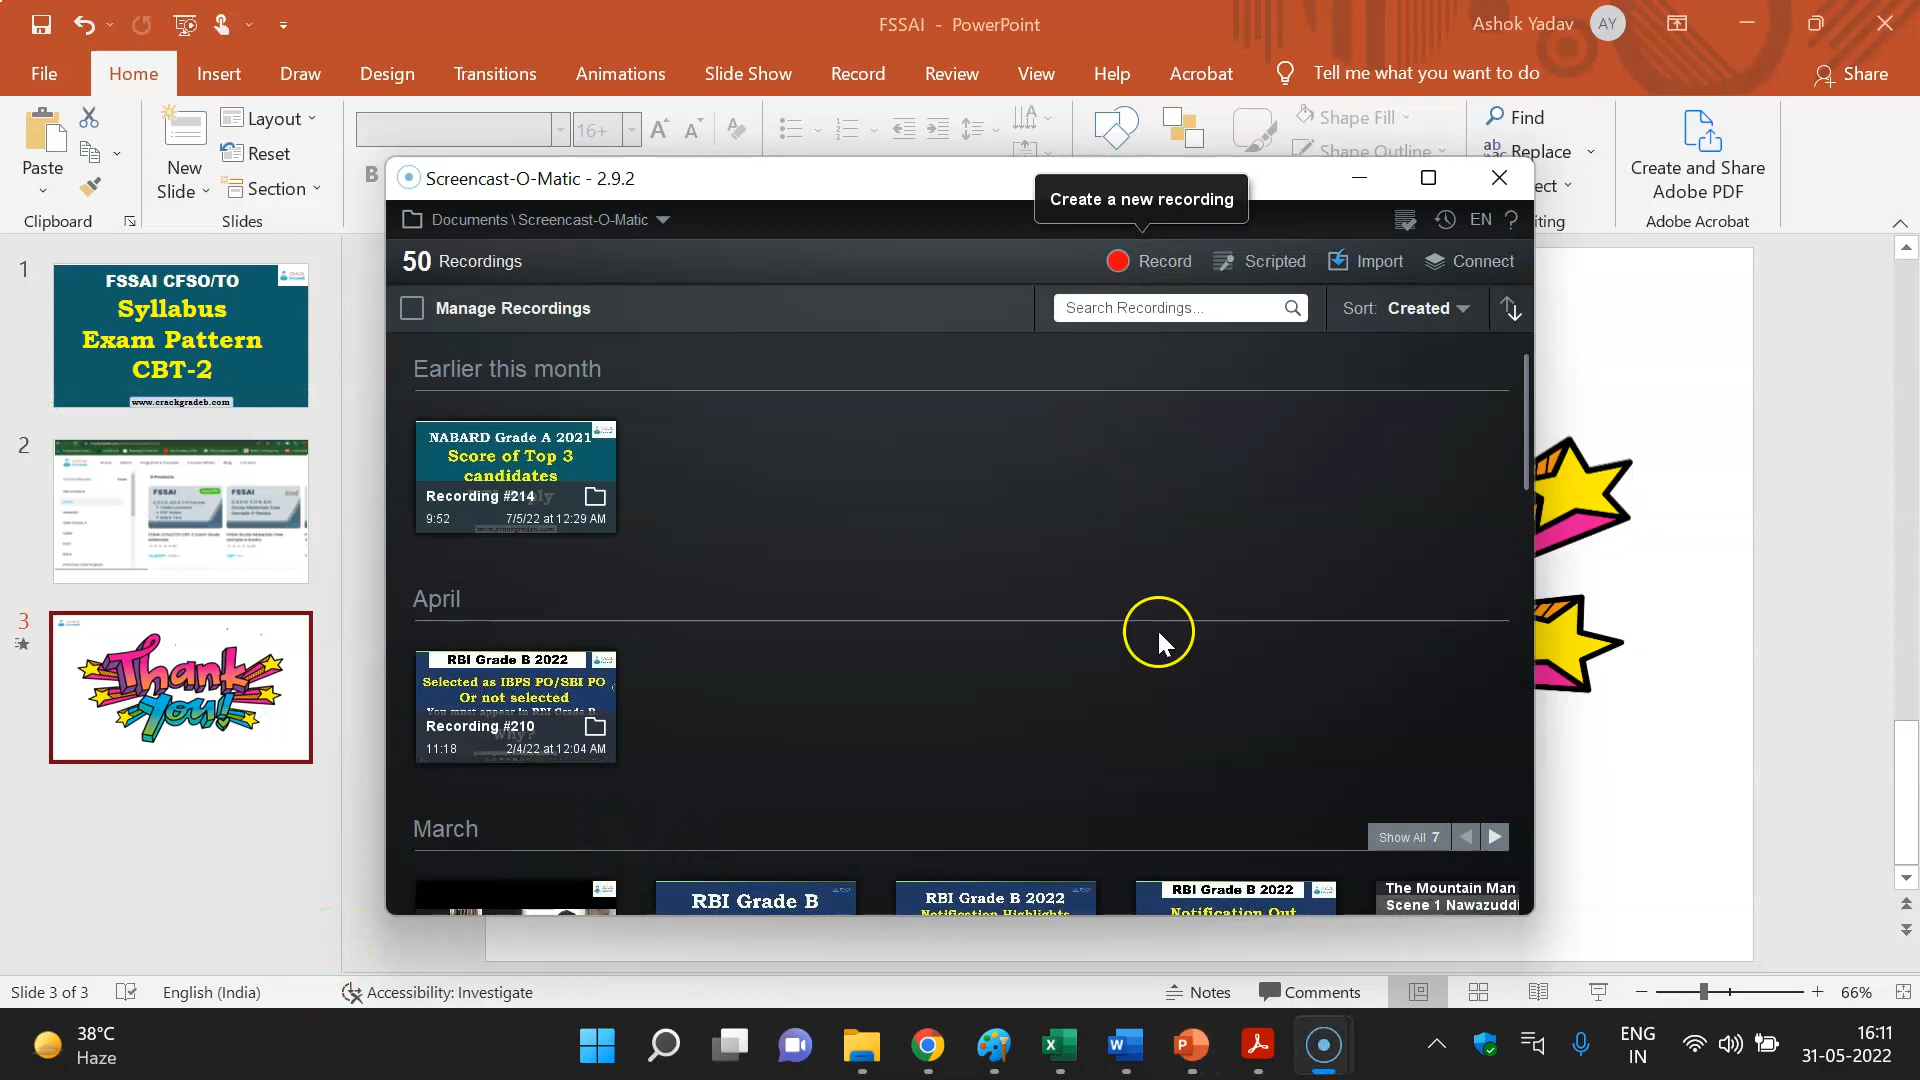 FSSAI - PowerPoint
Ashok Yadav
AY
File
Home
Insert
Draw
Design
Transitions
Animations
Slide Show
Record
Review
View
Help
Acrobat
Tell me what you want to do
Share
Paste
Clipboard
New
Slide
Layout
Reset
Section
Slides
16+
B
Shape Fill
Shape Outline
Find
Replace
Create and Share
Adobe PDF
Adobe Acrobat
1
FSSAI CFSO/TO
Syllabus
Exam Pattern
CBT-2
www.crackgradeb.com
2
FSSAI
FSSAI
3
Thank
You!
Screencast-O-Matic - 2.9.2
Create a new recording
Documents \ Screencast-O-Matic
EN
?
50 Recordings
Record
Scripted
Import
Connect
Manage Recordings
Search Recordings...
Sort: Created
Earlier this month
NABARD Grade A 2021
Score of Top 3
candidates
Recording #214
9:52
7/5/22 at 12:29 AM
April
RBI Grade B 2022
Selected as IBPS PO/SBI PO
Or not selected
You must appear in RBI Grade B.
Recording #210
11:18
2/4/22 at 12:04 AM
March
Show All 7
RBI Grade B
RBI Grade B 2022
Notification Highlights
RBI Grade B 2022
Notification Out
The Mountain Man
Scene 1 Nawazuddi
Slide 3 of 3
English (India)
Accessibility: Investigate
Notes
Comments
66%
38°C
Haze
ENG
IN
16:11
31-05-2022